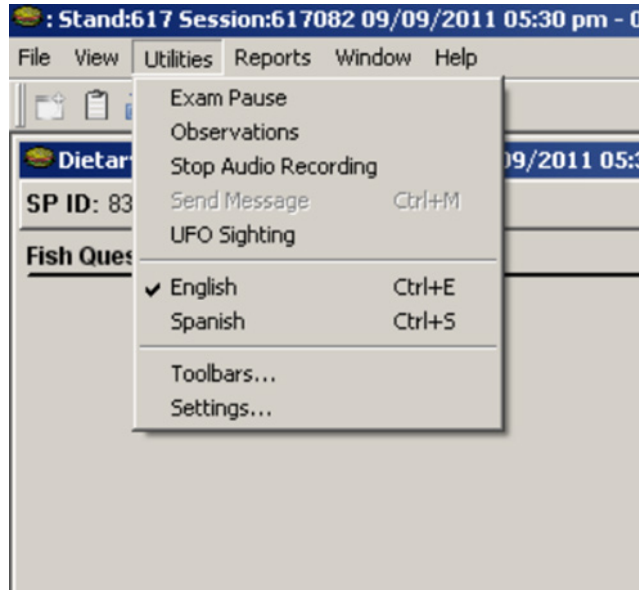 : Stand:617 Session:617082 09/09/2011 05:30 pm - 0
File View Utilities Reports Window Help
Exam Pause
Observations
Dietar 09/2011 05:3
Stop Audio Recording
SP ID: 83
Send Message Ctrl+M
UFO Sighting
Fish Ques
English Ctrl+E
Spanish Ctrl+S
Toolbars...
Settings...